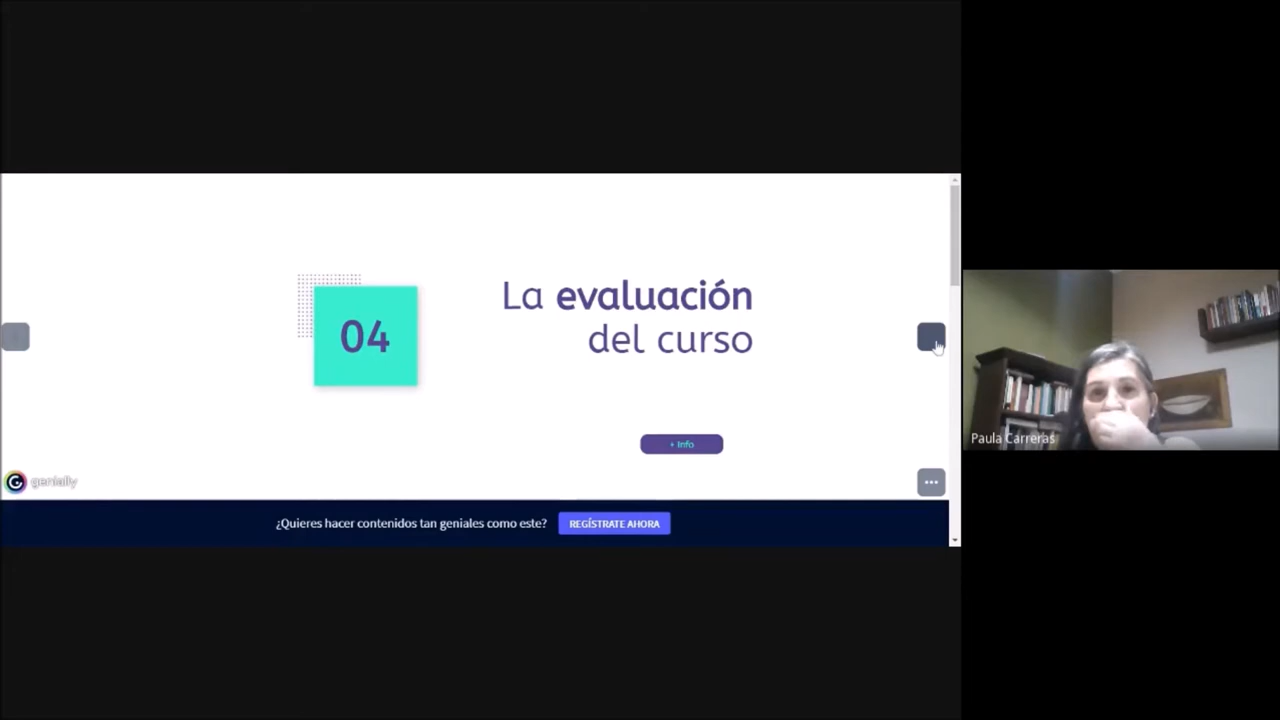 04
La evaluación
del curso
+ Info
genially
¿Quieres hacer contenidos tan geniales como este?
REGÍSTRATE AHORA
Paula Carreras